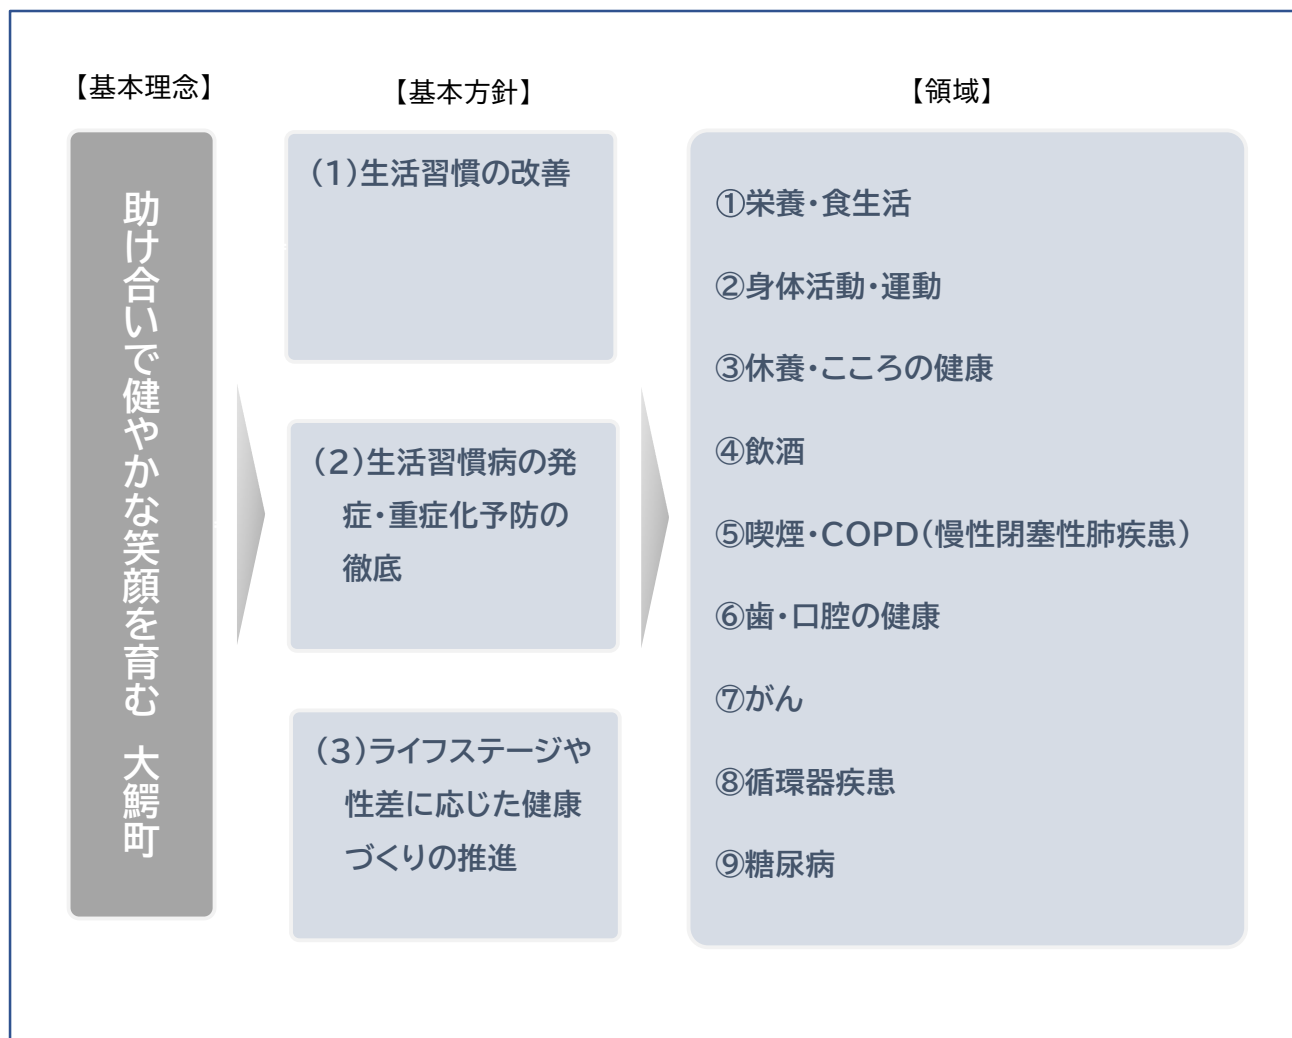 【基本理念】
助け合いで健やかな笑顔を育む 大鰐町
【基本方針】
(1)生活習慣の改善
(2)生活習慣病の発
症・重症化予防の
徹底
(3)ライフステージや
性差に応じた健康
づくりの推進
【領域】
①栄養・食生活
②身体活動・運動
③休養・こころの健康
④飲酒
⑤喫煙・COPD(慢性閉塞性肺疾患)
⑥歯・口腔の健康
⑦がん
⑧循環器疾患
⑨糖尿病